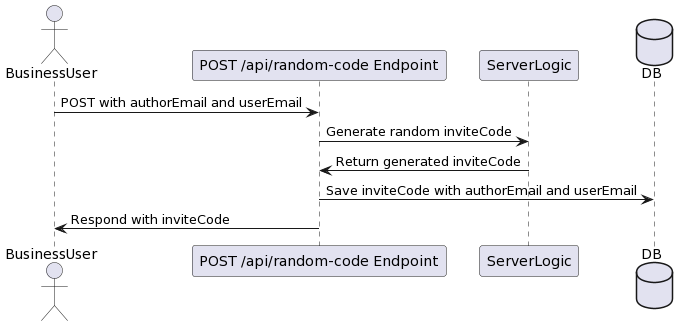 BusinessUser
POST /api/random-code Endpoint
ServerLogic
DB
POST with authorEmail and userEmail
Generate random inviteCode
Return generated inviteCode
Save inviteCode with authorEmail and userEmail
Respond with inviteCode
BusinessUser
POST /api/random-code Endpoint
ServerLogic
DB